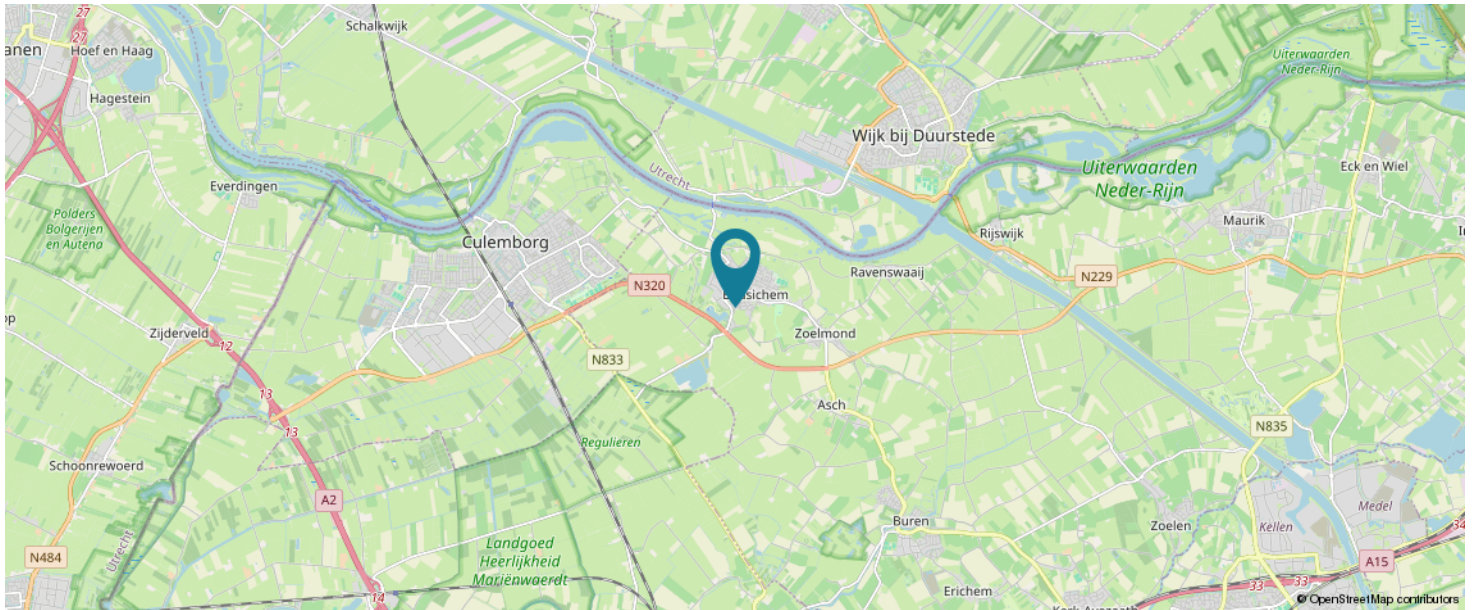 27
Schalkwijk
anen
Hoef en Haag
27
Uiterwaarden
Neder-Rijn
Hagestein
Wijk bij Duurstede
Utrecht
Uiterwaarden
Neder-Rijn
Eck en Wiel
Everdingen
Polders
Bolgerijen
en Autena
Maurik
Culemborg
Rijswijk
Ravenswaaij
N229
N320
sichem
op
Zijderveld
12
Zoelmond
N833
13
Asch
13
N835
Regulieren
Schoonrewoerd
A2
Medel
34
Buren
Zoelen
Kellen
Utrecht
N484
Landgoed
Heerlijkheid
Mariënwaerdt
A15
33
33
Erichem
14
© OpenStreetMap contributors